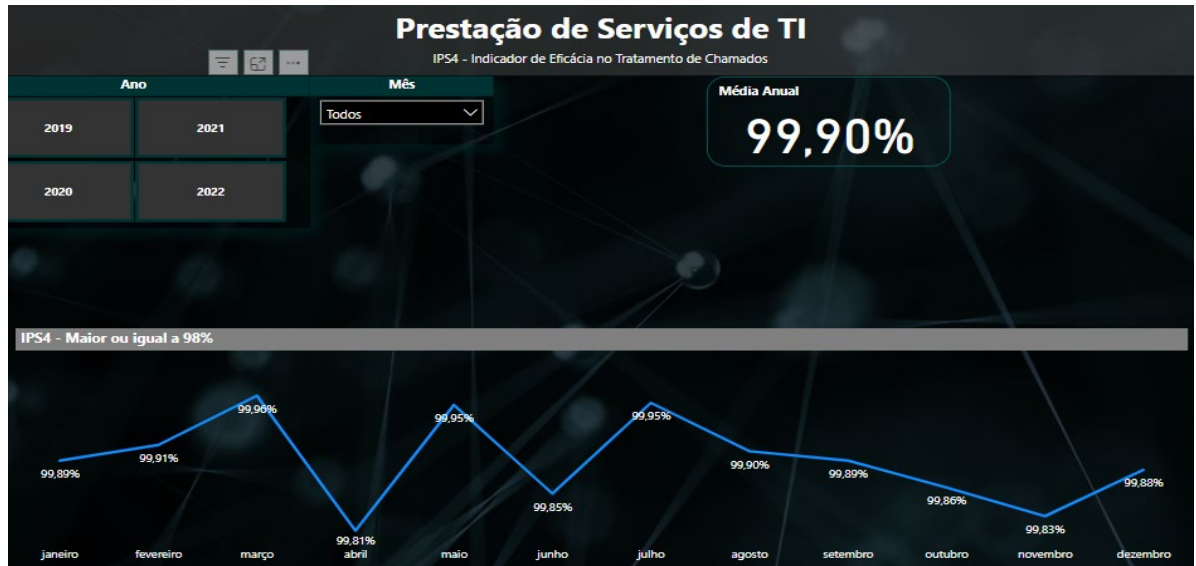 Prestação de Serviços de TI
IPS4 - Indicador de Eficácia no Tratamento de Chamados
Ano
Mês
Média Anual
2019
2021
Todos
99,90%
2020
2022
IPS4 - Maior ou igual a 98%
99,89%
99,91%
99,96%
99,81%
99,95%
99,85%
99,95%
99,90%
99,89%
99,86%
99,83%
99,88%
janeiro
fevereiro
março
abril
maio
junho
julho
agosto
setembro
outubro
novembro
dezembro